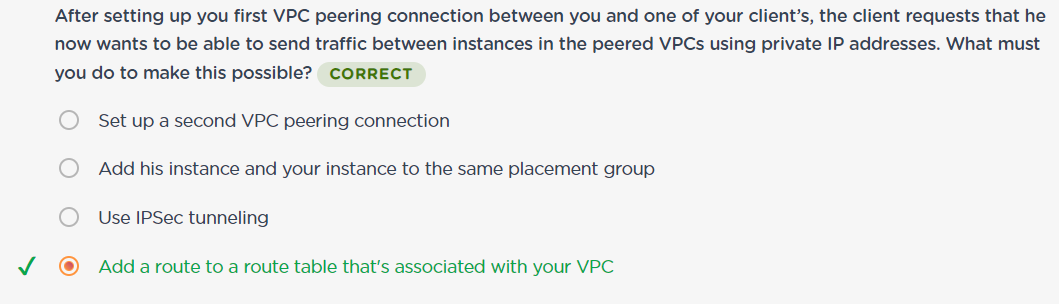 After setting up you first VPC peering connection between you and one of your client's, the client requests that he
now wants to be able to send traffic between instances in the peered VPCs using private IP addresses. What must
you do to make this possible? CORRECT
Set up a second VPC peering connection
Add his instance and your instance to the same placement group
Use IPSec tunneling
Add a route to a route table that's associated with your VPC